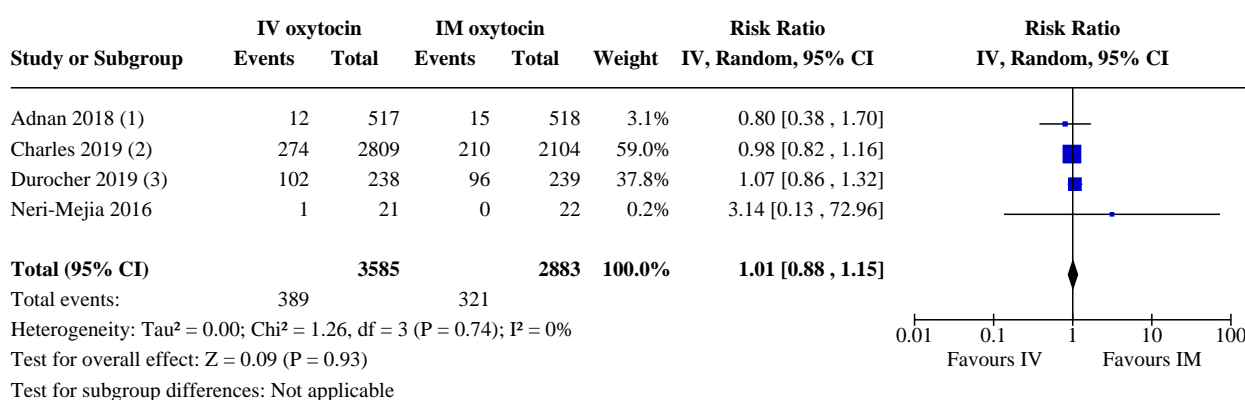 IV oxytocin IM oxytocin Risk Ratio Risk Ratio
Study or Subgroup Events Total Events Total Weight IV, Random, 95% CI IV, Random, 95% CI
Adnan 2018 (1) 12 517 15 518 3.1% 0.80 [0.38 , 1.70]
Charles 2019 (2) 274 2809 210 2104 59.0% 0.98 [0.82 , 1.16]
Durocher 2019 (3) 102 238 96 239 37.8% 1.07 [0.86 , 1.32]
Neri-Mejia 2016 1 21 0 22 0.2% 3.14 [0.13 , 72.96]
Total (95% CI) 3585 2883 100.0% 1.01 [0.88 , 1.15]
Total events: 389 321
Heterogeneity: Tau² = 0.00; Chi² = 1.26, df = 3 (P = 0.74); I² = 0%
0.01 0.1 1 10 100
Test for overall effect: Z = 0.09 (P = 0.93)
Favours IV Favours IM
Test for subgroup differences: Not applicable